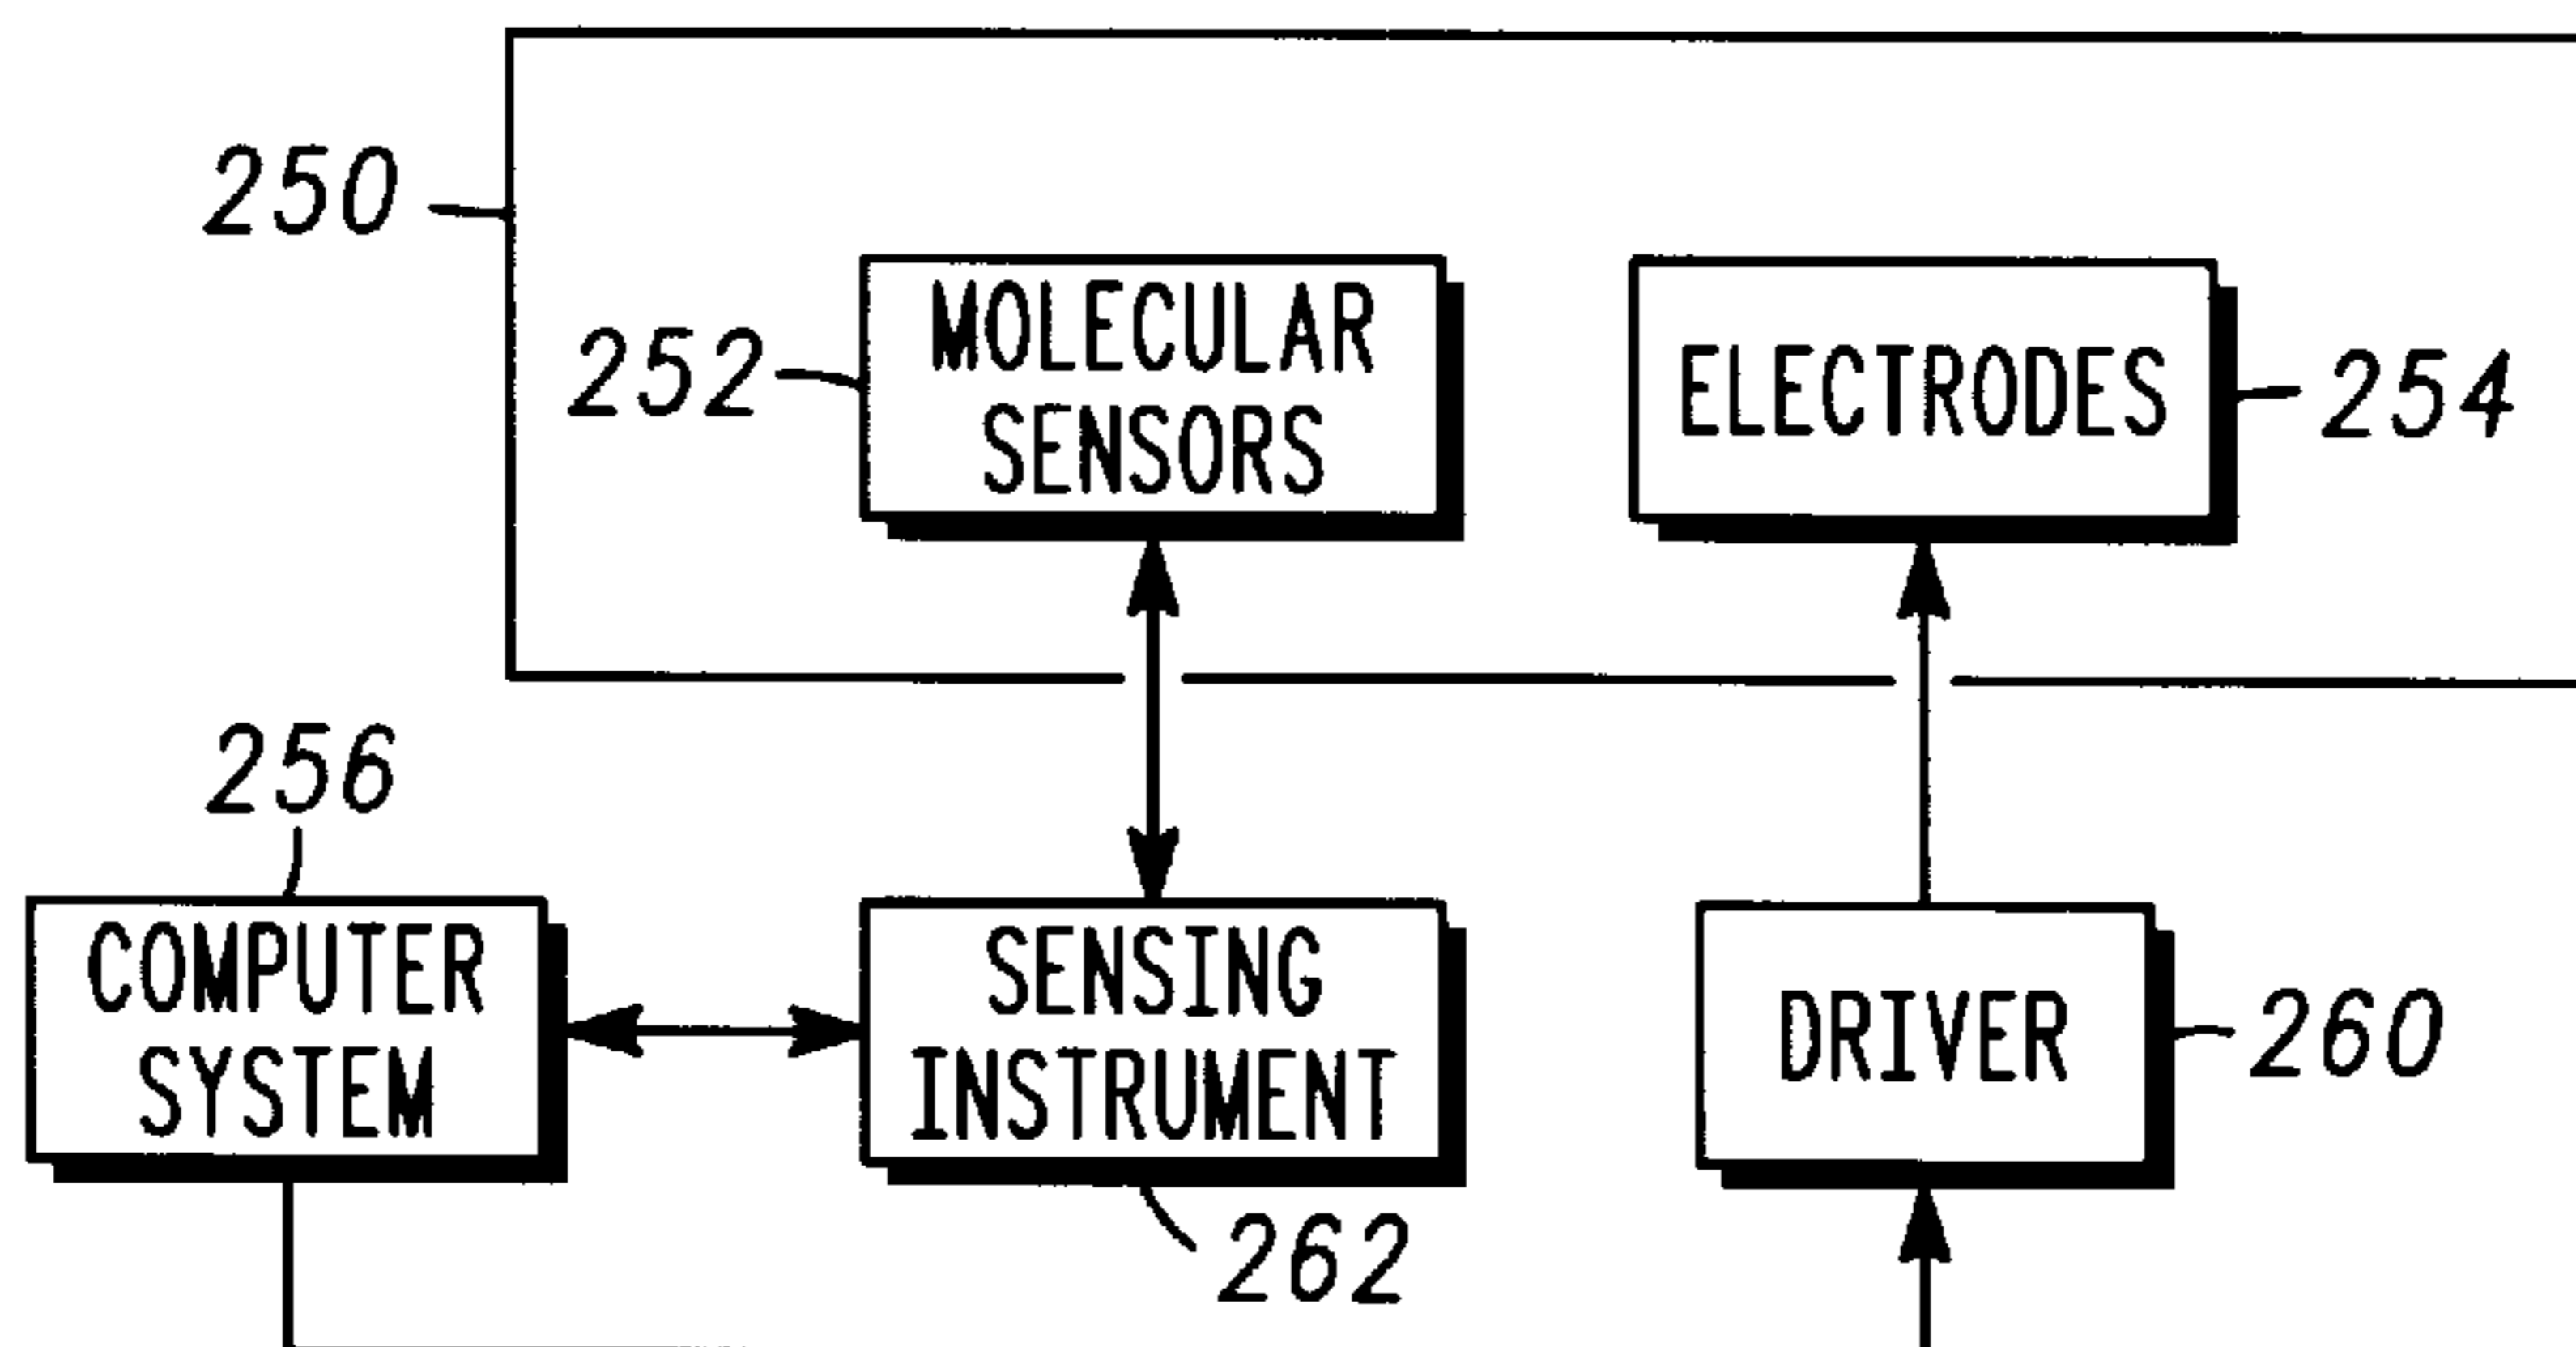 250
252
MOLECULAR
SENSORS
ELECTRODES
254
256
COMPUTER
SYSTEM
SENSING
INSTRUMENT
DRIVER
260
262